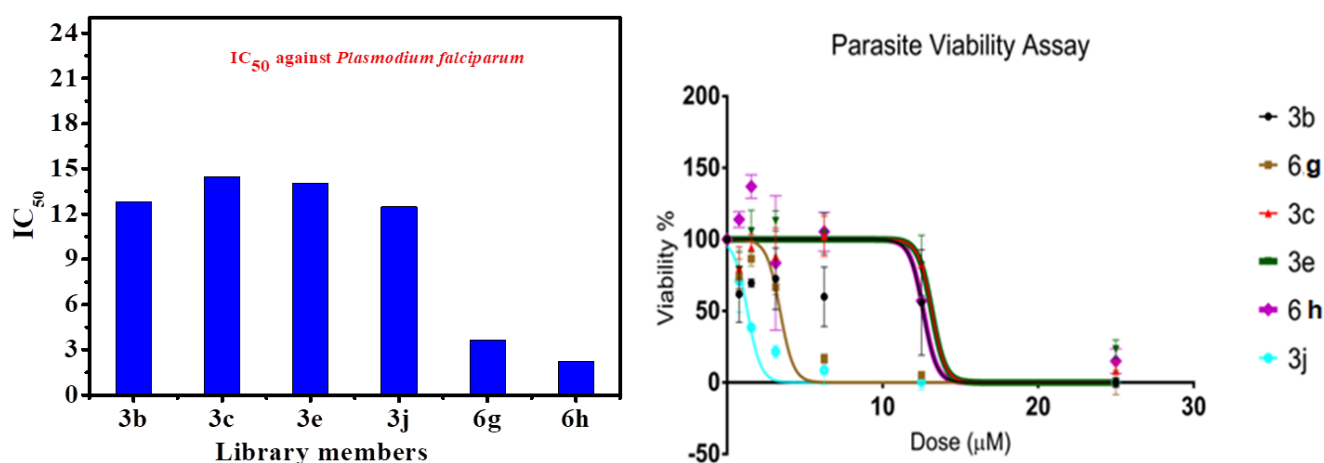 IC50 against Plasmodium falciparum
IC50
24
21
18
15
12
9
6
3
0
3b 3c 3e 3j 6g 6h
Library members
Parasite Viability Assay
Viability %
200
150
100
50
0
-50
10 20 30
Dose (μM)
3b
6 g
3c
3e
6 h
3j